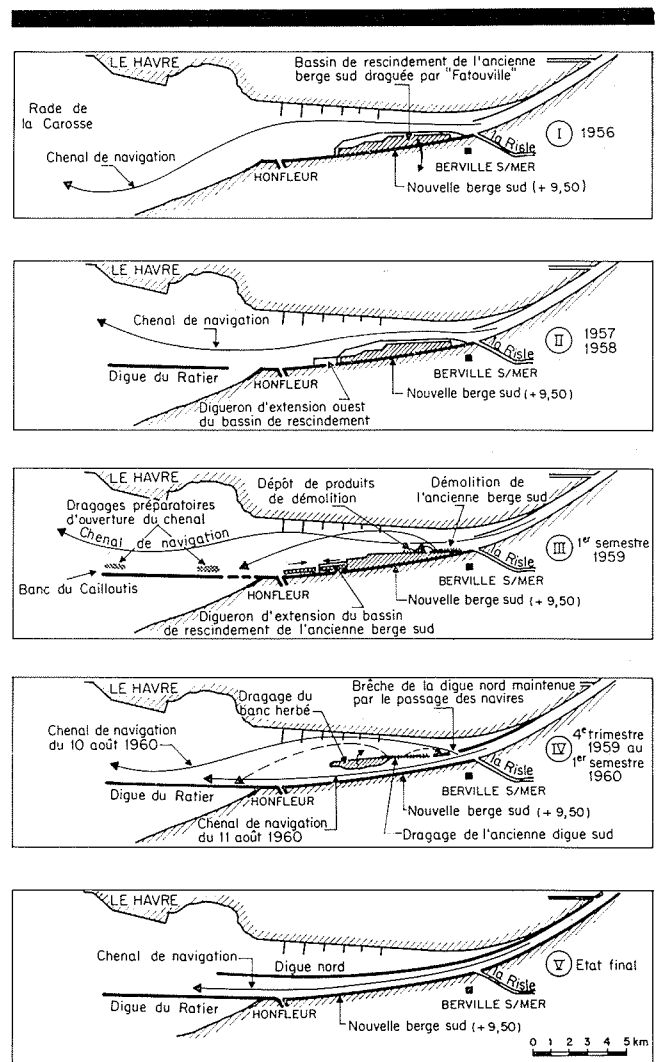 LE HAVRE
Bassin de rescindement de l'ancienne
berge sud draguée par "Fatouville"
Rade de
la Carosse
Chenal de navigation
la Risle
I 1956
HONFLEUR
BERVILLE S/MER
Nouvelle berge sud (+ 9,50)
LE HAVRE
Chenal de navigation
la Risle
II 1957
1958
Digue du Ratier
HONFLEUR
BERVILLE S/MER
Nouvelle berge sud (+ 9,50)
Digueron d'extension ouest
du bassin de rescindement
LE HAVRE
Dépôt de produits
de démolition
Démolition de
l'ancienne berge sud
Dragages préparatoires
d'ouverture du chenal
Chenal de navigation
la Risle
III 1er semestre
1959
Banc du Cailloutis
HONFLEUR
BERVILLE S/MER
Nouvelle berge sud (+ 9,50)
Digueron d'extension du bassin
de rescindement de l'ancienne berge sud
LE HAVRE
Dragage du
banc herbé
Brêche de la digue nord maintenue
par le passage des navires
Chenal de navigation
du 10 août 1960
la Risle
IV 4e trimestre
1959 au
1er semestre
1960
Digue du Ratier
HONFLEUR
BERVILLE S/MER
Nouvelle berge sud (+ 9,50)
Chenal de navigation
du 11 août 1960
Dragage de l'ancienne digue sud
LE HAVRE
Chenal de navigation
Digue nord
la Risle
V Etat final
Digue du Ratier
HONFLEUR
BERVILLE S/MER
Nouvelle berge sud (+ 9,50)
0 1 2 3 4 5 km